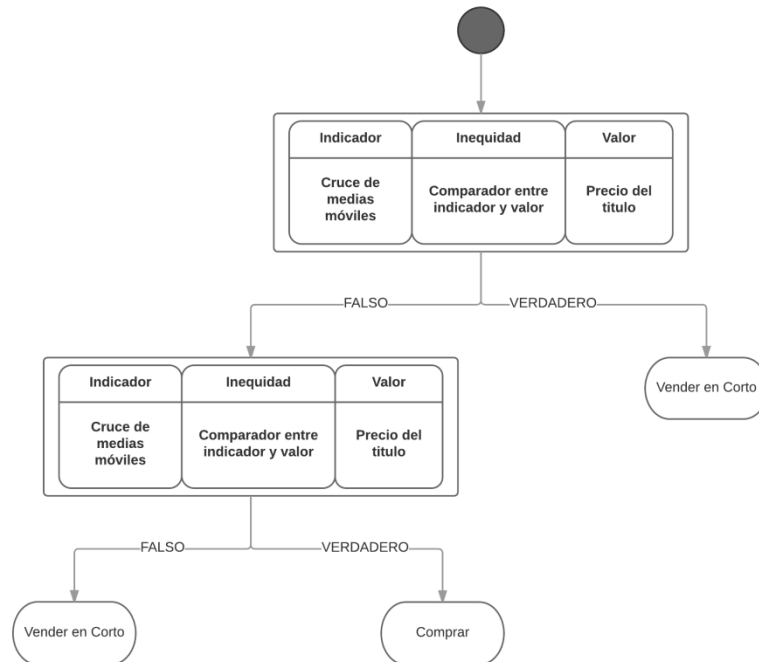 Indicador
Inequidad
Valor
Cruce de
medias
móviles
Comparador entre
indicador y valor
Precio del
titulo
FALSO
VERDADERO
Indicador
Inequidad
Valor
Cruce de
medias
móviles
Comparador entre
indicador y valor
Precio del
titulo
Vender en Corto
FALSO
VERDADERO
Vender en Corto
Comprar